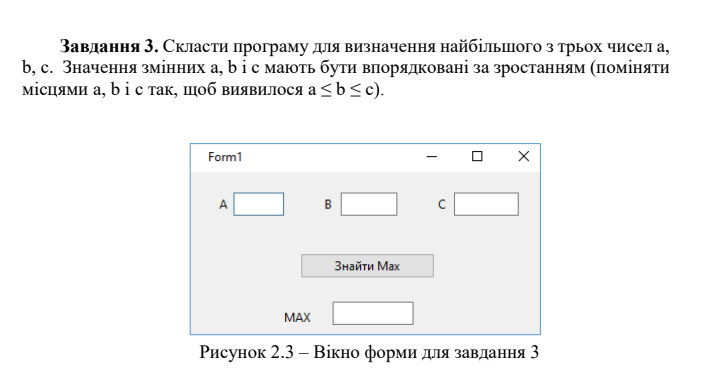 Завдання 3. Скласти програму для визначення найбільшого з трьох чисел a,
b, c. Значення змінних a, b і c мають бути впорядковані за зростанням (поміняти
місцями a, b і c так, щоб виявилося a ≤ b ≤ c).
Form1
A B C
Знайти Max
MAX
Рисунок 2.3 – Вікно форми для завдання 3